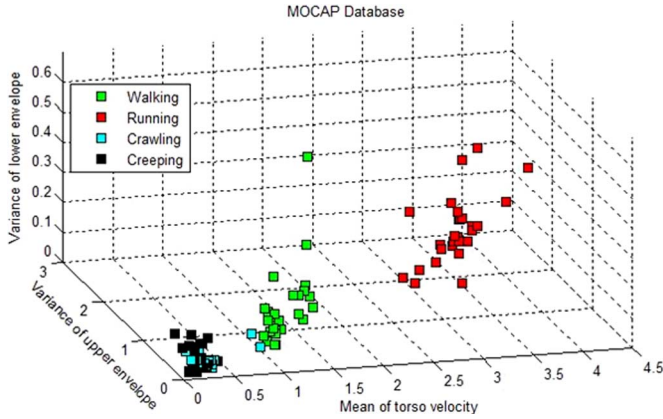 MOCAP Database
Variance of lower envelope
0.6
0.5
0.4
0.3
0.2
0.1
0
Walking
Running
Crawling
Creeping
3
2
1
0
Variance of upper envelope
0
0.5
1
1.5
2
2.5
3
3.5
4
4.5
Mean of torso velocity